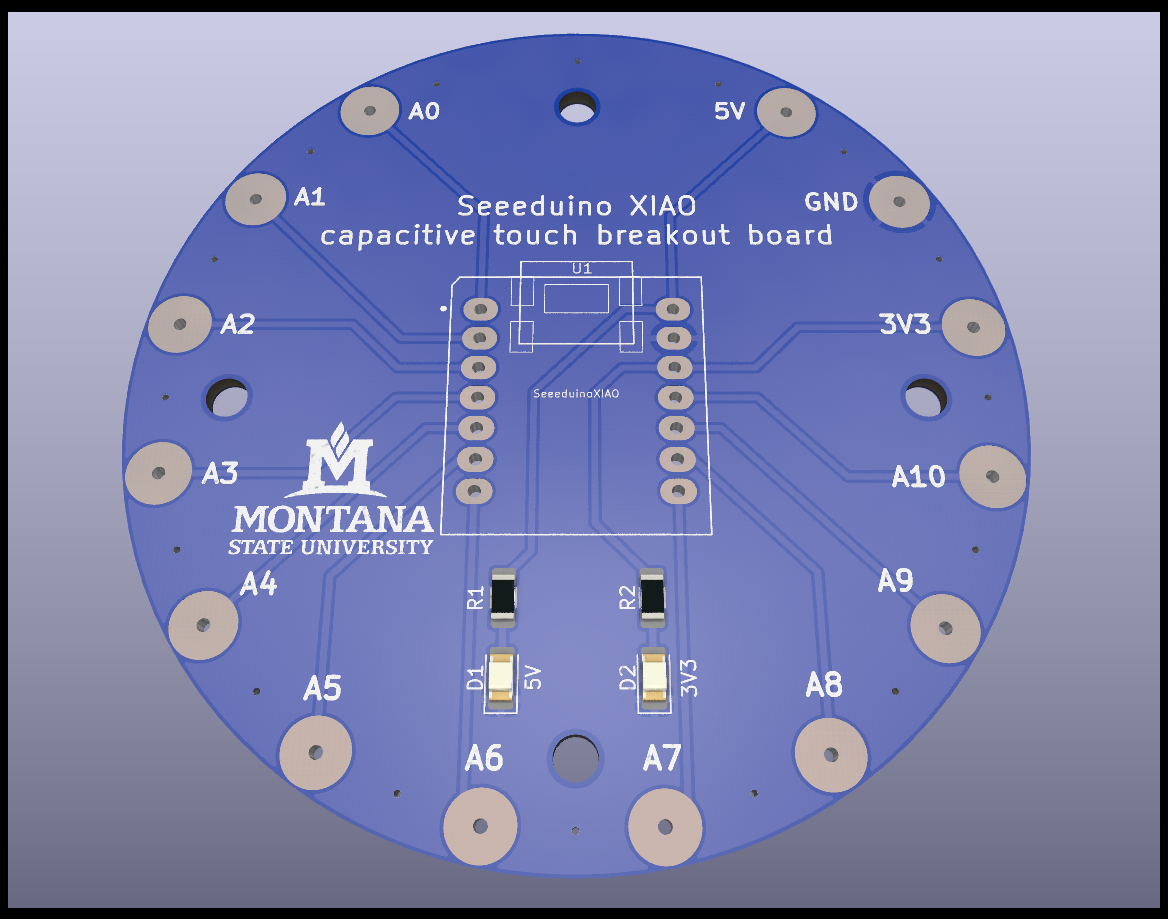 A0
5V
A1
GND
Seeeduino XIAO
capacitive touch breakout board
U1
A2
3V3
SeeeduinoXIAO
A3
A10
M
MONTANA
STATE UNIVERSITY
A4
A9
R1
R2
D1
5V
D2
3V3
A5
A8
A6
A7